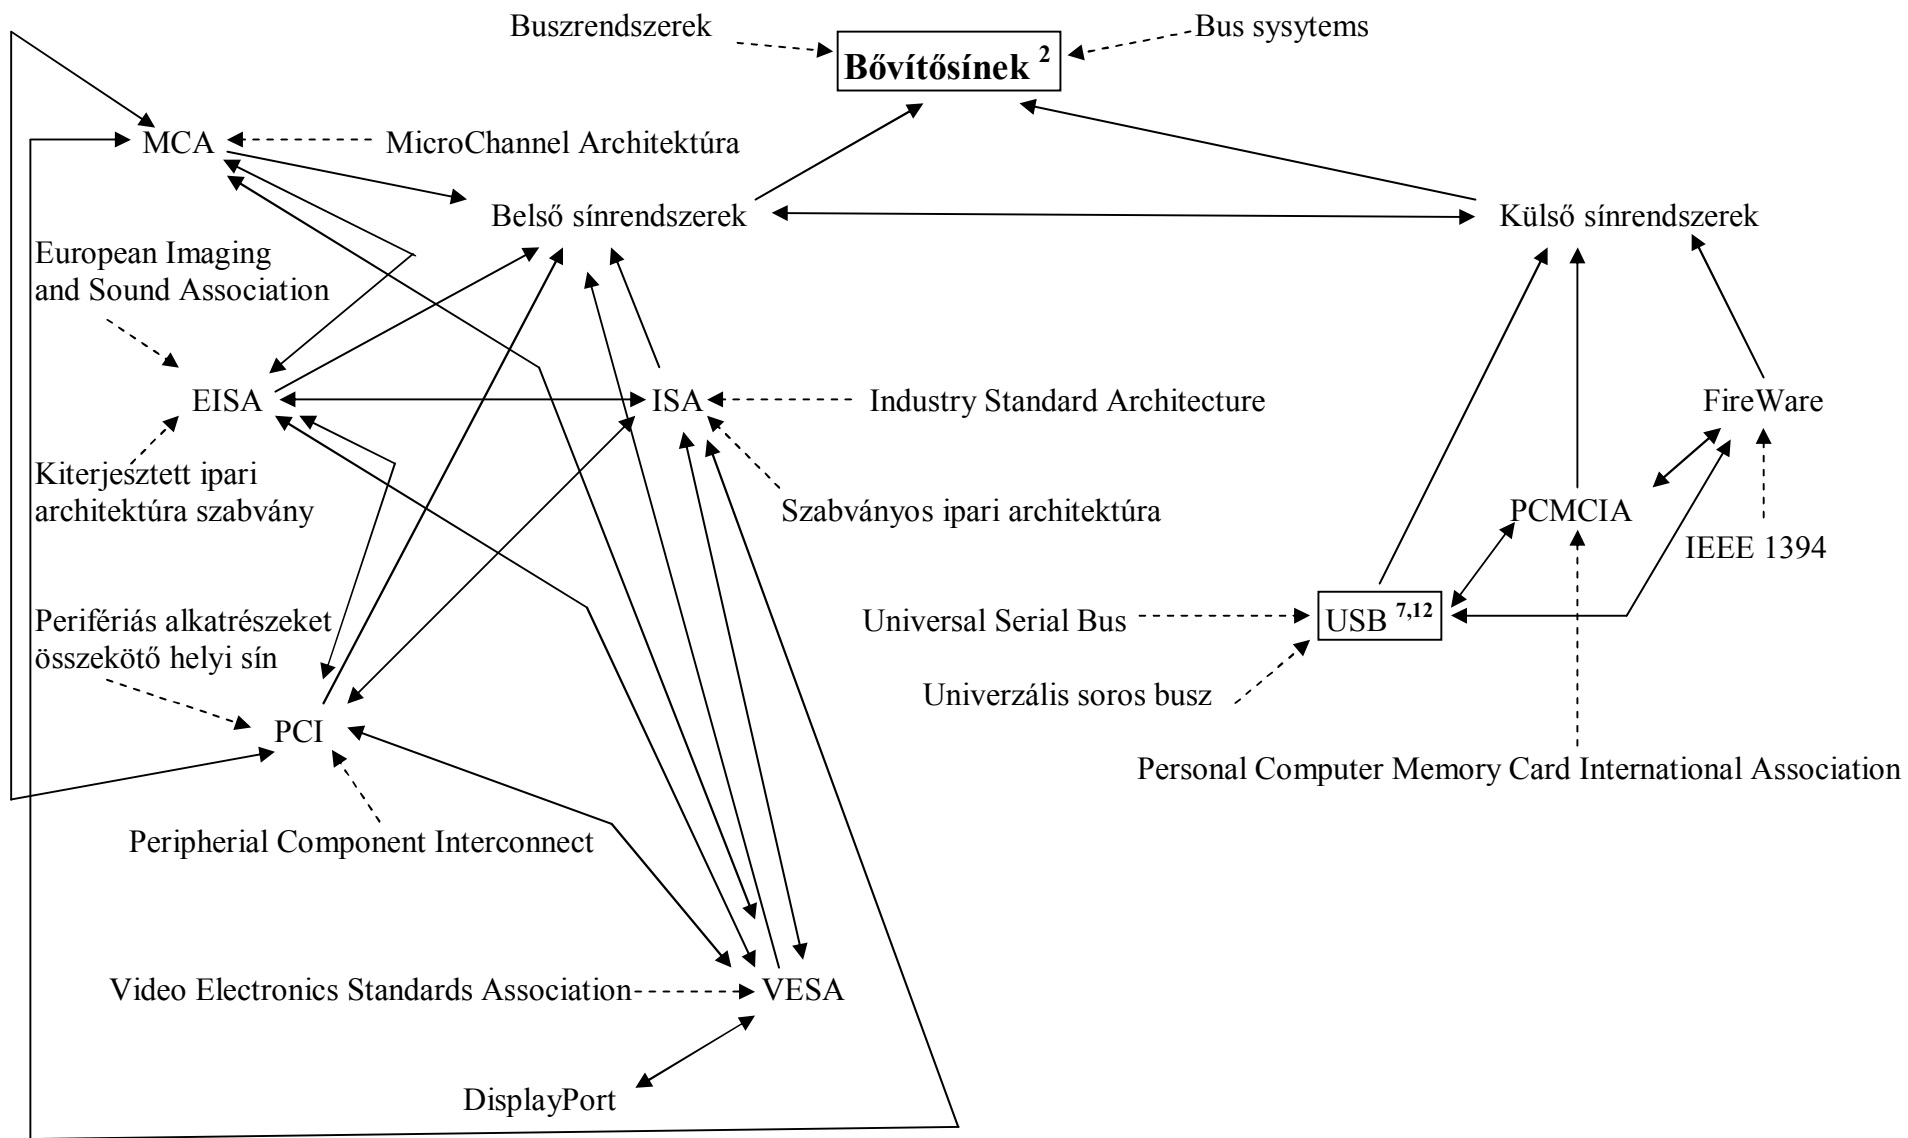 Buszrendszerek
Bus sysytems
Bővítősínek 2
MCA
MicroChannel Architektúra
Belső sínrendszerek
Külső sínrendszerek
European Imaging
and Sound Association
EISA
ISA
Industry Standard Architecture
FireWare
Kiterjesztett ipari
architektúra szabvány
Szabványos ipari architektúra
PCMCIA
IEEE 1394
Perifériás alkatrészeket
összekötő helyi sín
Universal Serial Bus
USB 7,12
Univerzális soros busz
PCI
Personal Computer Memory Card International Association
Peripherial Component Interconnect
Video Electronics Standards Association
VESA
DisplayPort